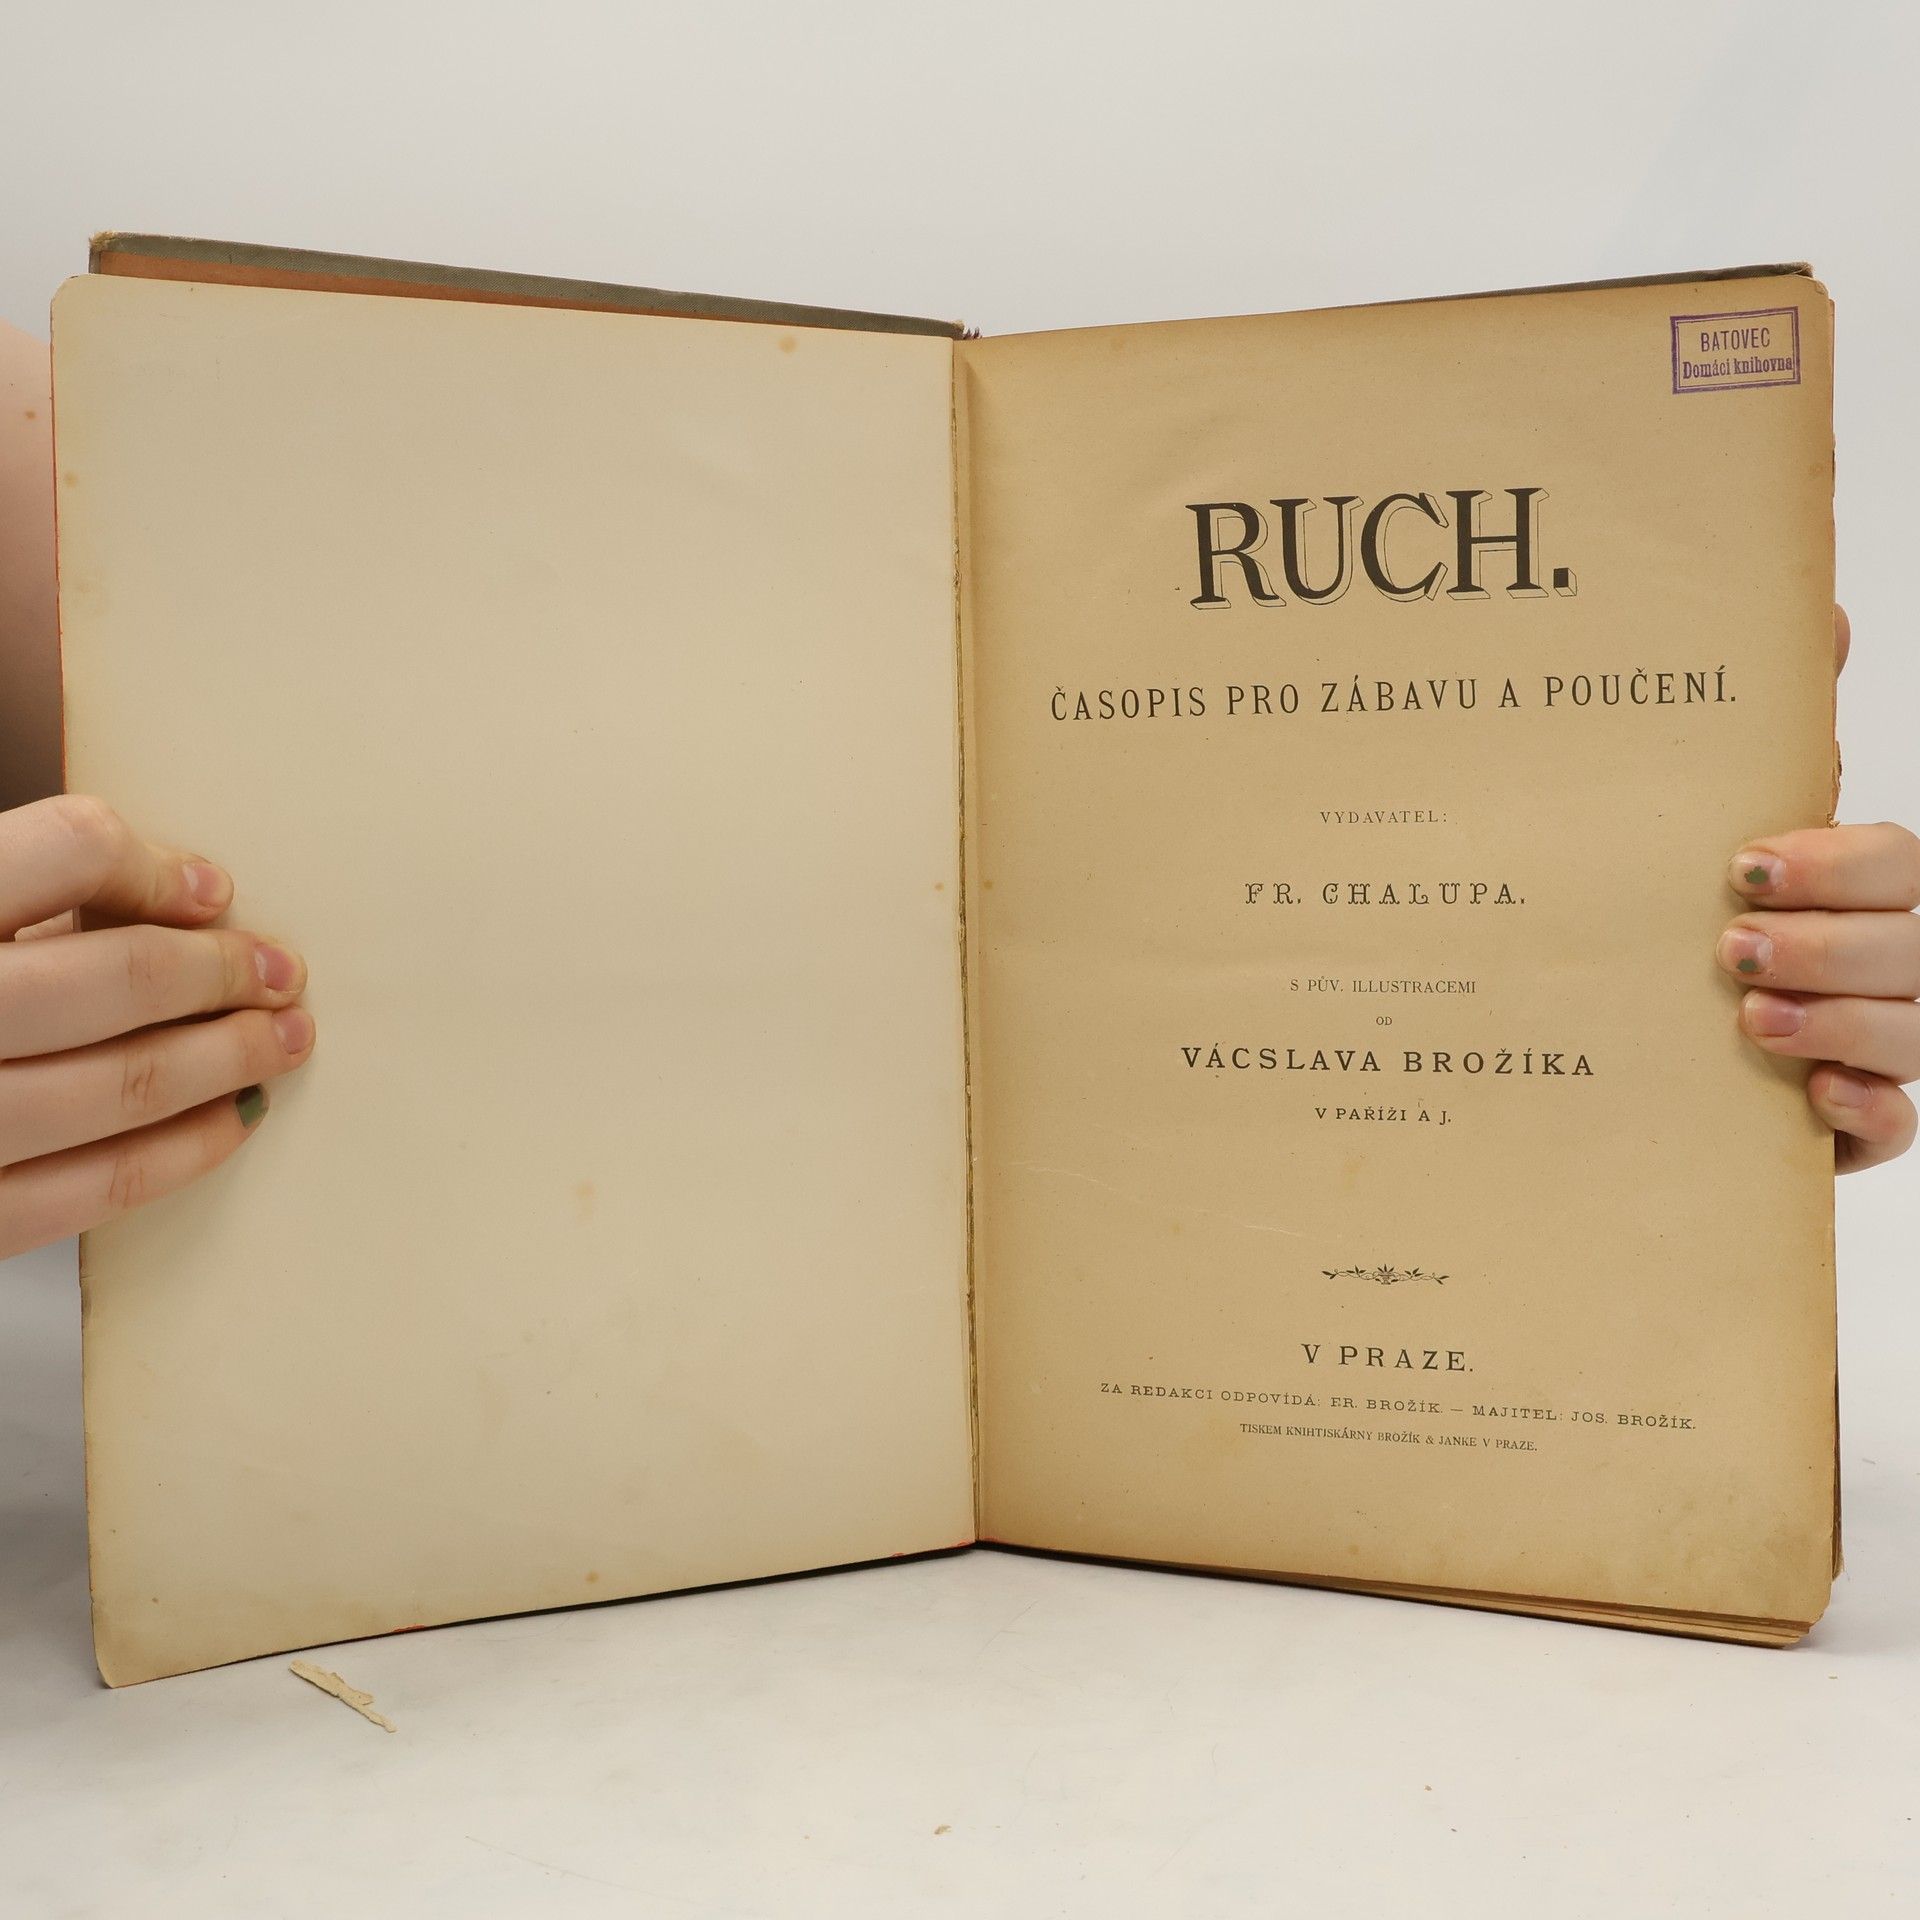 BATOVEC
Domácí knihovna
RUCH.
ČASOPIS PRO ZÁBAVU A POUČENÍ.
VYDAVATEL:
FR. CHALUPA.
S PŮV. ILLUSTRACEMI
OD
VÁCSLAVA BROŽÍKA
V PAŘÍŽI A J.
V PRAZE.
ZA REDAKCI ODPOVÍDÁ: FR. BROŽÍK. — MAJITEL: JOS. BROŽÍK.
TISKEM KNIHTISKÁRNY BROŽÍK & JANKE V PRAZE.